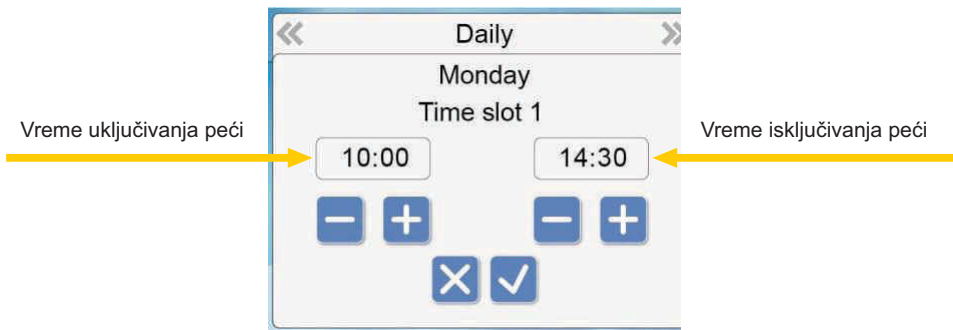 Daily
Monday
Time slot 1
Vreme uključivanja peći
Vreme isključivanja peći
10:00
14:30